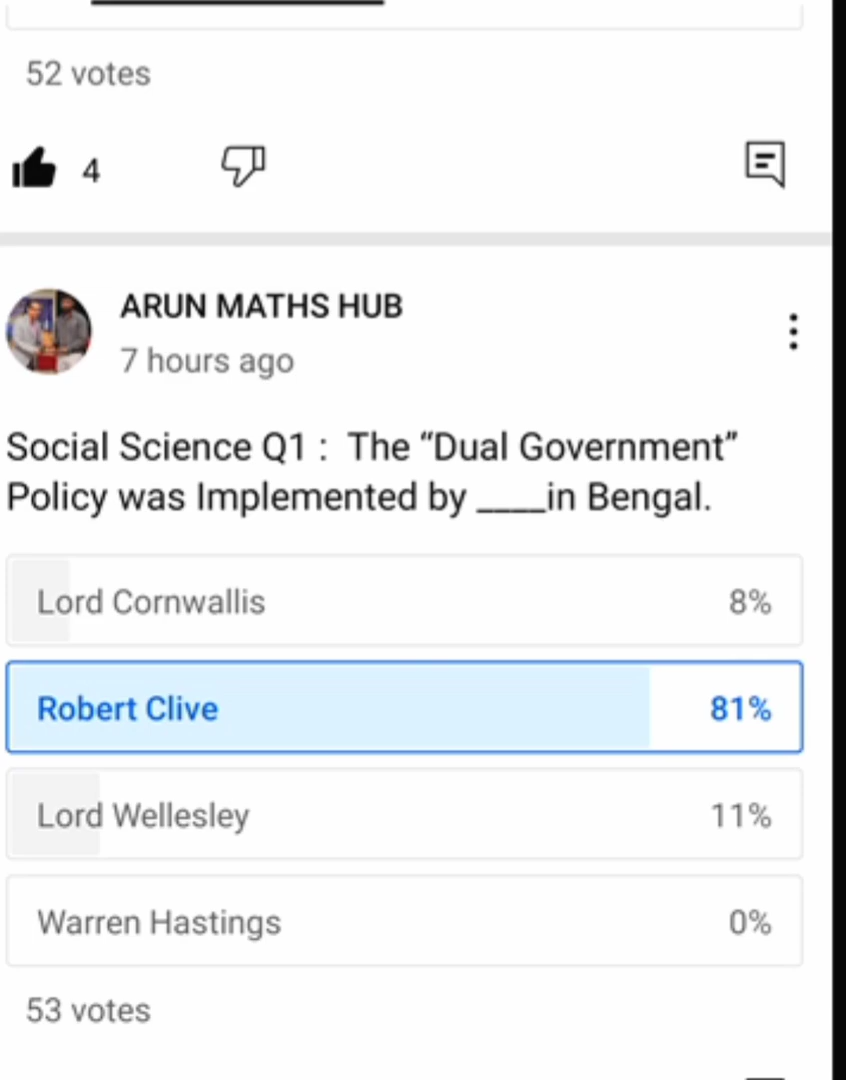 52 votes
4
ARUN MATHS HUB
7 hours ago
Social Science Q1 : The “Dual Government”
Policy was Implemented by ____in Bengal.
Lord Cornwallis 8%
Robert Clive 81%
Lord Wellesley 11%
Warren Hastings 0%
53 votes